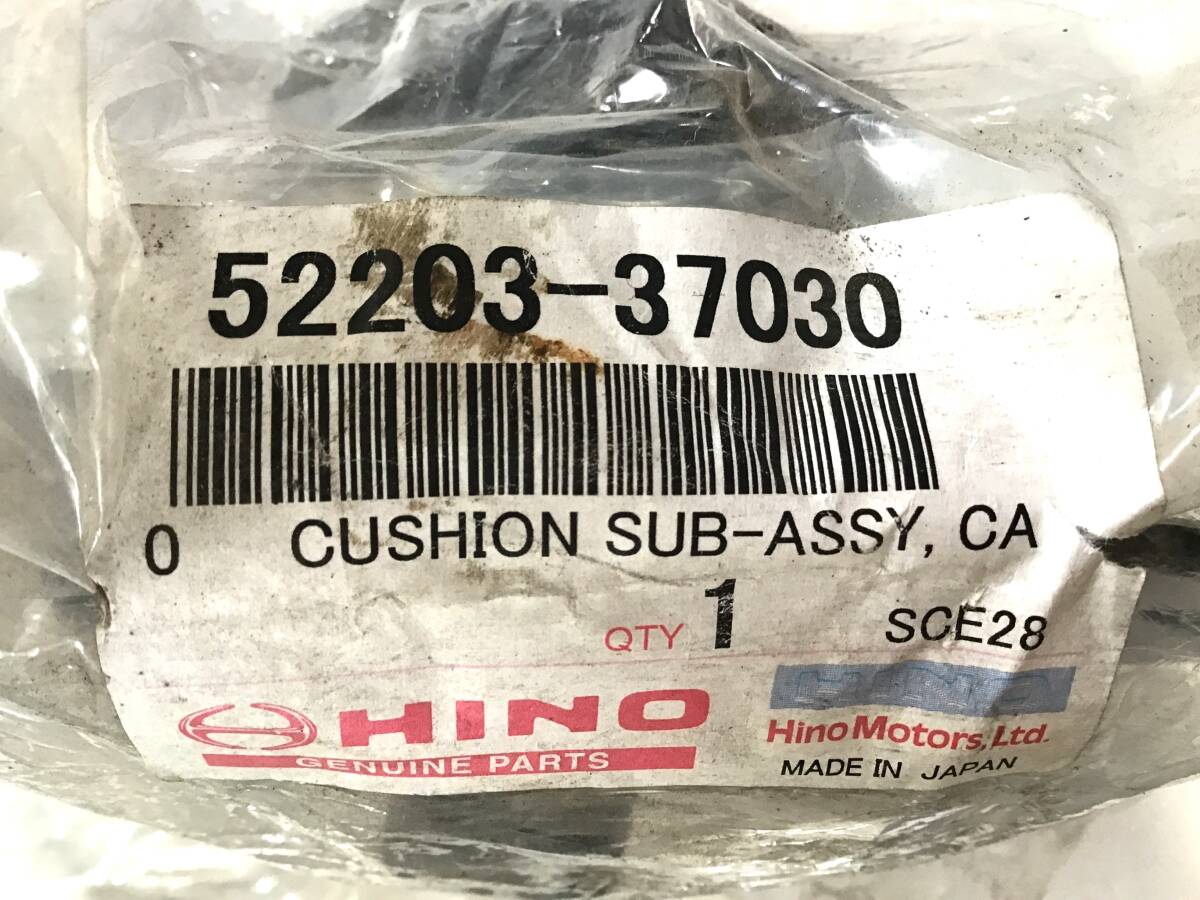 52203-37030
0 CUSHION SUB-ASSY, CA
QTY 1 SCE28
HINO HINO
GENUINE PARTS Hino Motors, Ltd.
MADE IN JAPAN